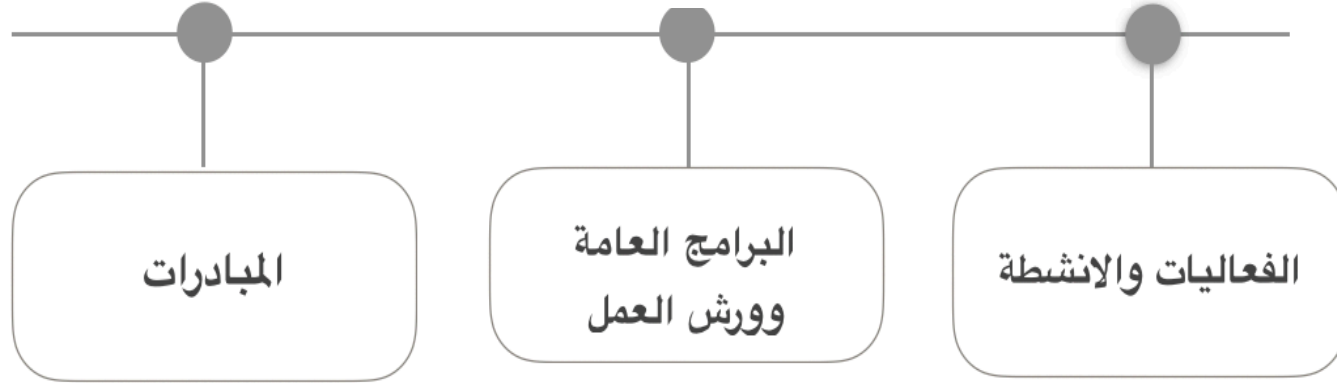 الفعاليات والانشطة
البرامج العامة
وورش العمل
المبادرات